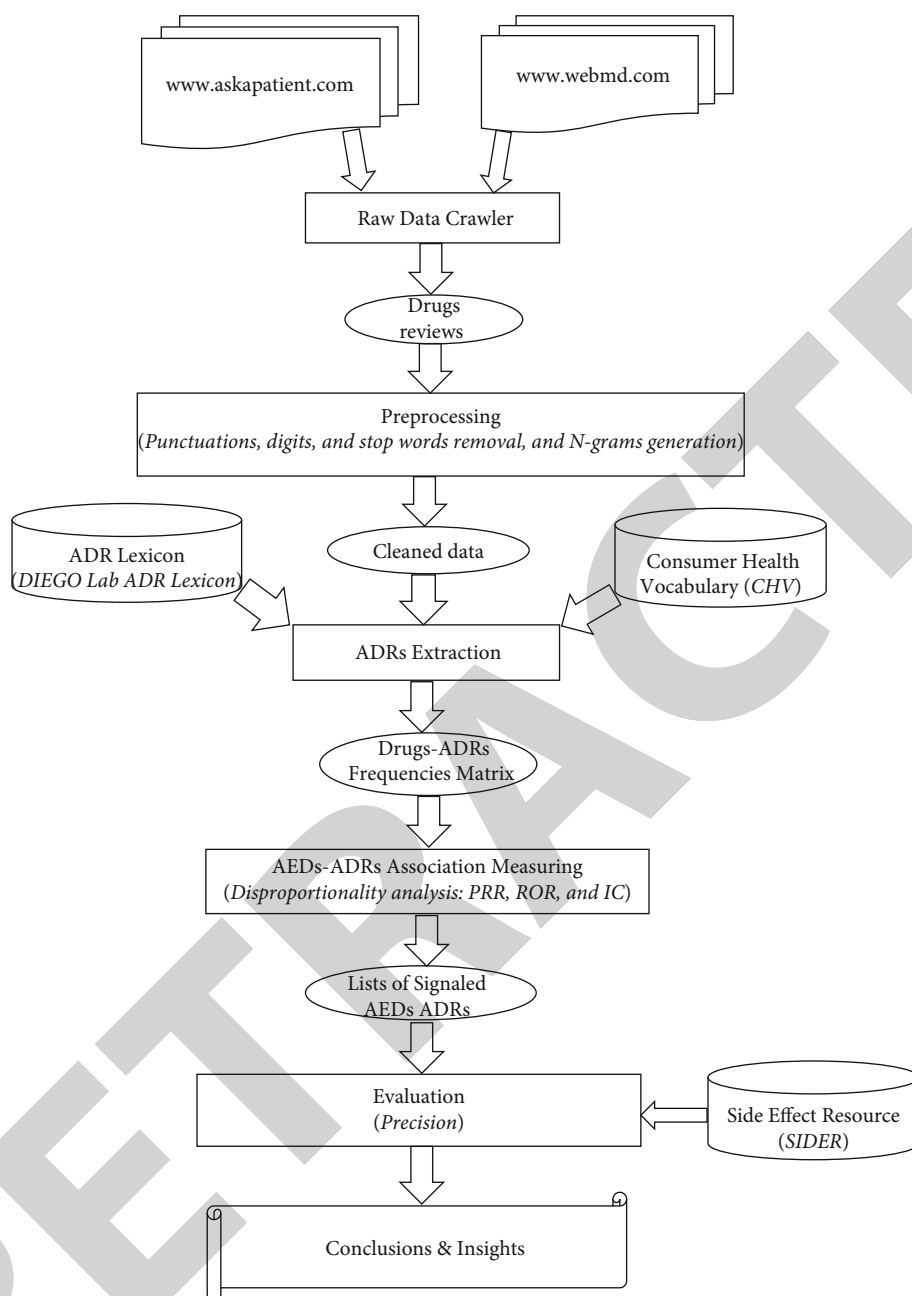 www.askapatient.com
www.webmd.com
Raw Data Crawler
Drugs
reviews
Preprocessing
(Punctuations, digits, and stop words removal, and N-grams generation)
ADR Lexicon
(DIEGO Lab ADR Lexicon)
Cleaned data
Consumer Health
Vocabulary (CHV)
ADRs Extraction
Drugs-ADRs
Frequencies Matrix
AEDs-ADRs Association Measuring
(Disproportionality analysis: PRR, ROR, and IC)
Lists of Signaled
AEDs ADRs
Evaluation
(Precision)
Side Effect Resource
(SIDER)
Conclusions & Insights
RETRACTE